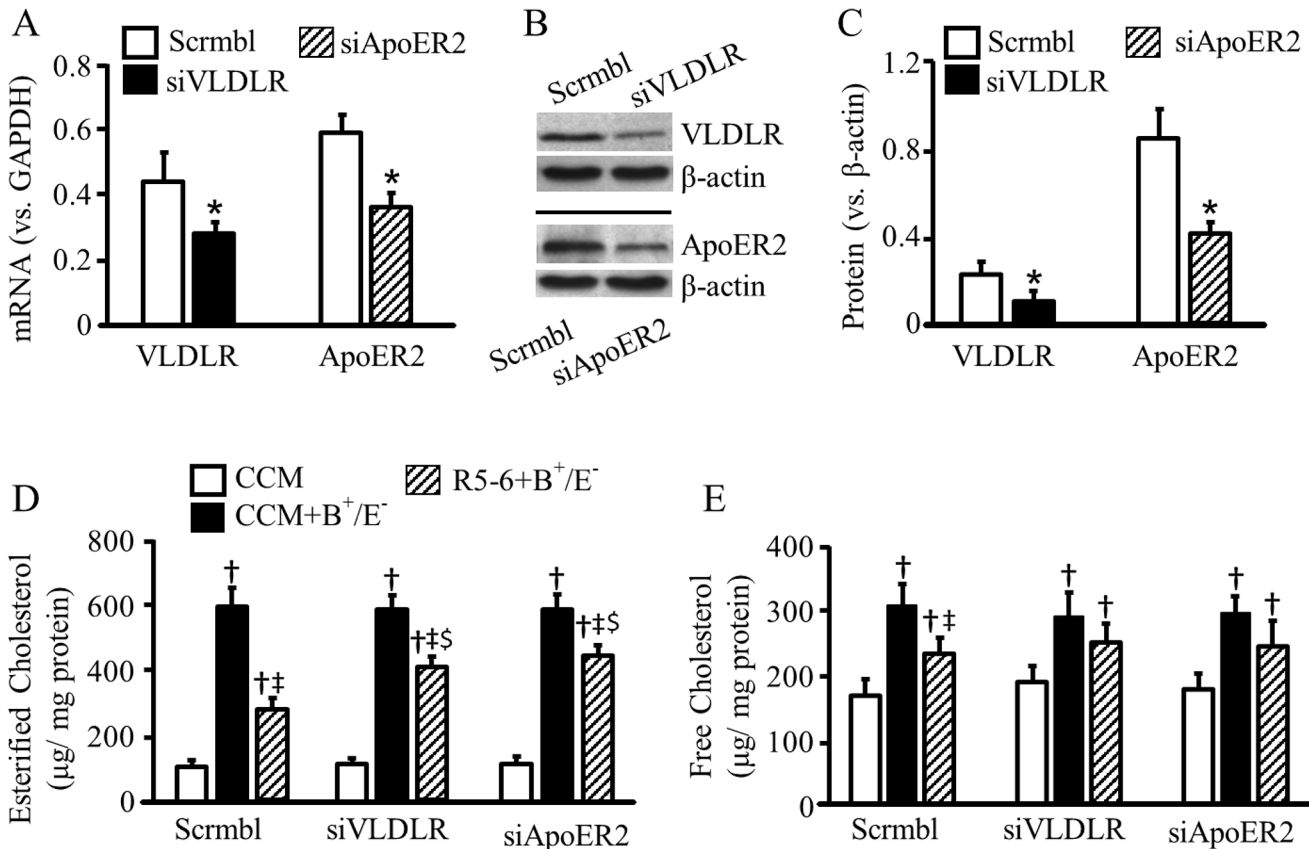 A
Scrmbl
siApoER2
siVLDLR
mRNA (vs. GAPDH)
0.8
0.6
0.4
0.2
0
*
*
VLDLR
ApoER2
B
Scrmbl
siVLDLR
VLDLR
β-actin
ApoER2
β-actin
Scrmbl
siApoER2
C
Scrmbl
siApoER2
siVLDLR
Protein (vs. β-actin)
1.2
0.8
0.4
0
*
*
VLDLR
ApoER2
D
CCM
R5-6+B⁺/E⁻
CCM+B⁺/E⁻
Esterified Cholesterol
(μg/ mg protein)
800
600
400
200
0
†
†‡
†
†‡$
†
†‡$
Scrmbl
siVLDLR
siApoER2
E
Free Cholesterol
(μg/ mg protein)
400
300
200
100
0
†
†‡
†
†
†
†
Scrmbl
siVLDLR
siApoER2